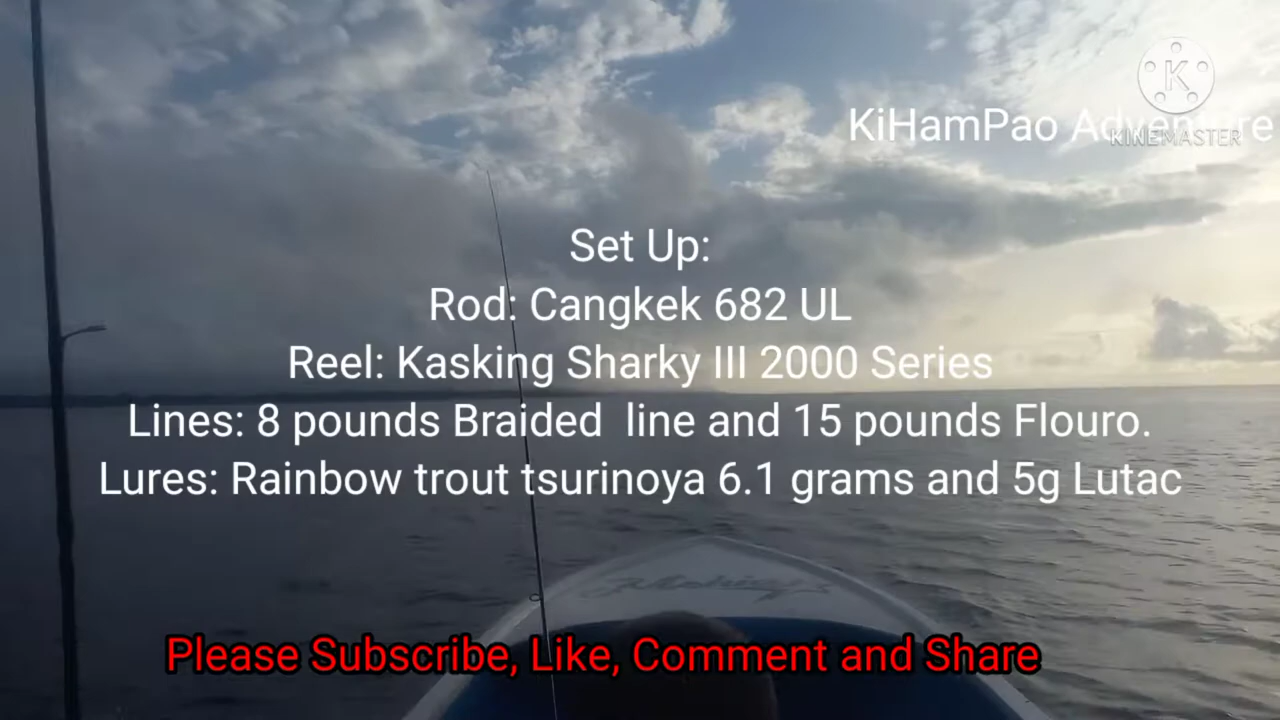 K
KiHamPao Adventure
KINEMASTER
Set Up:
Rod: Cangkek 682 UL
Reel: Kasking Sharky III 2000 Series
Lines: 8 pounds Braided line and 15 pounds Flouro.
Lures: Rainbow trout tsurinoya 6.1 grams and 5g Lutac
Please Subscribe, Like, Comment and Share